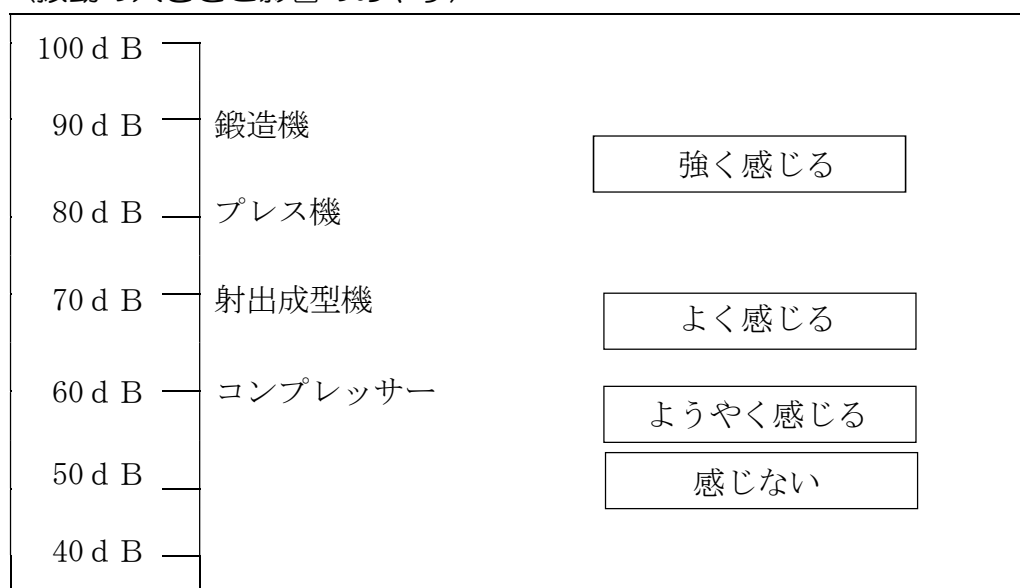 100ｄＢ
90ｄＢ 鍛造機
強く感じる
80ｄＢ プレス機
70ｄＢ 射出成型機
よく感じる
60ｄＢ コンプレッサー
ようやく感じる
50ｄＢ
感じない
40ｄＢ